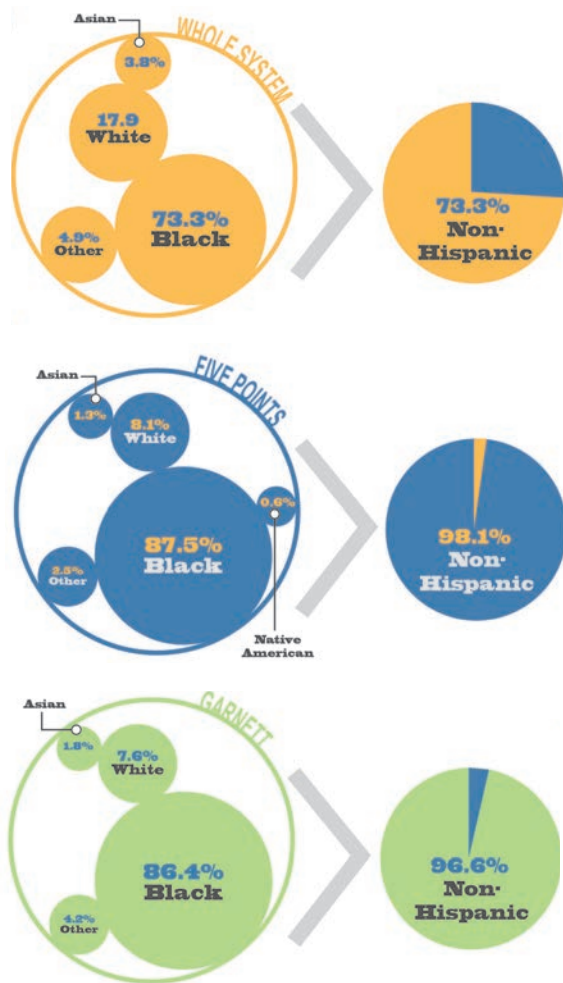 WHOLE SYSTEM
Asian
3.8%
17.9
White
73.3%
Black
4.9%
Other
73.3%
Non-
Hispanic
FIVE POINTS
Asian
1.3%
8.1%
White
0.6%
87.5%
Black
2.5%
Other
Native
American
98.1%
Non-
Hispanic
GARNETT
Asian
1.8%
7.6%
White
86.4%
Black
4.2%
Other
96.6%
Non-
Hispanic